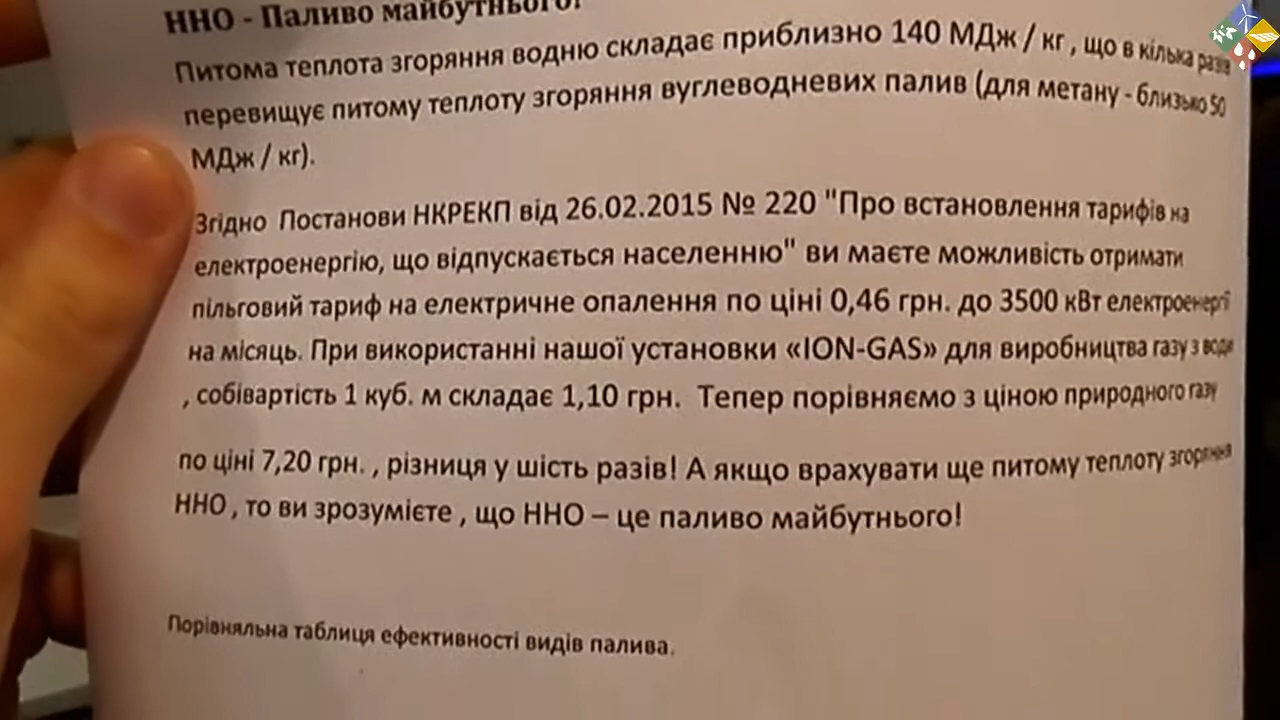 ННО - Паливо майбутнього!
Питома теплота згоряння водню складає приблизно 140 МДж / кг , що в кілька разів
перевищує питому теплоту згоряння вуглеводневих палив (для метану - близько 50
МДж / кг).
Згідно Постанови НКРЕКП від 26.02.2015 № 220 "Про встановлення тарифів на
електроенергію, що відпускається населенню" ви маєте можливість отримати
пільговий тариф на електричне опалення по ціні 0,46 грн. до 3500 кВт електроенергії
на місяць. При використанні нашої установки «ION-GAS» для виробництва газу з води
, собівартість 1 куб. м складає 1,10 грн. Тепер порівняємо з ціною природного газу
по ціні 7,20 грн. , різниця у шість разів! А якщо врахувати ще питому теплоту згоряння
ННО , то ви зрозумієте , що ННО – це паливо майбутнього!
Порівняльна таблиця ефективності видів палива.